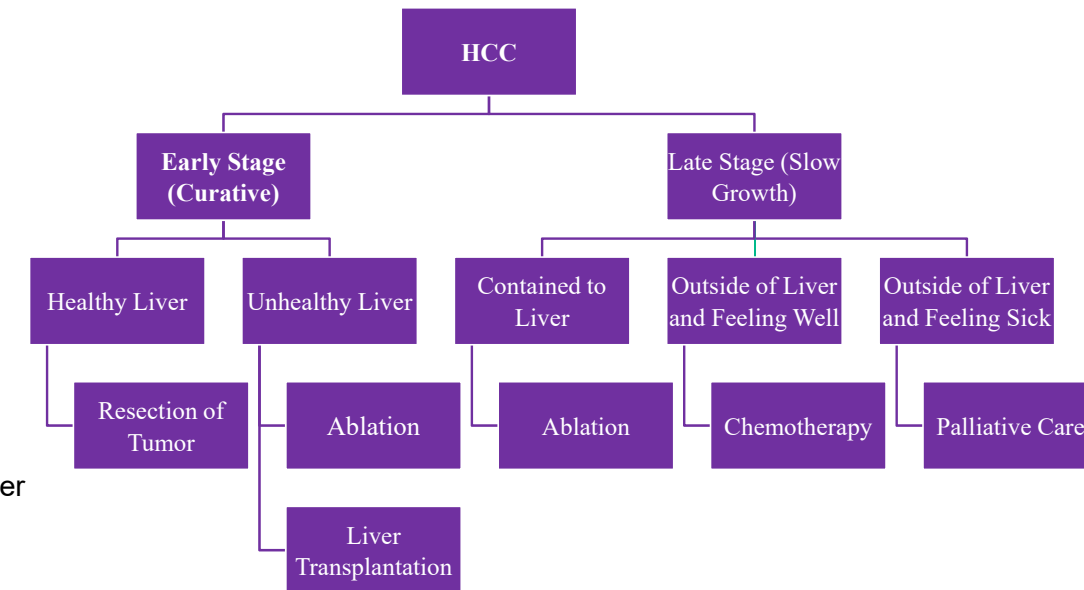 HCC
Early Stage
(Curative)
Late Stage (Slow
Growth)
Healthy Liver
Unhealthy Liver
Contained to
Liver
Outside of Liver
and Feeling Well
Outside of Liver
and Feeling Sick
Resection of
Tumor
Ablation
Ablation
Chemotherapy
Palliative Care
er
Liver
Transplantation